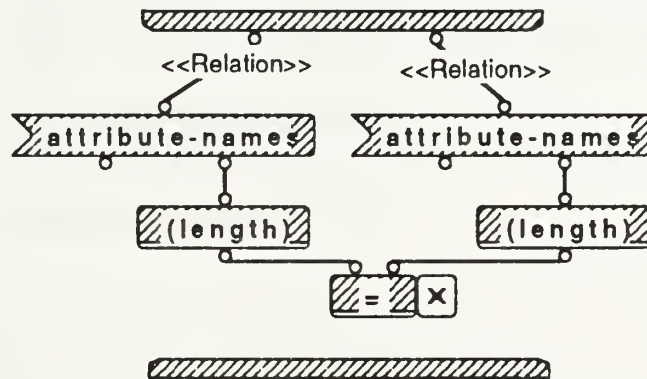 <<Relation>> <<Relation>>
attribute-names attribute-names
(length) (length)
= X